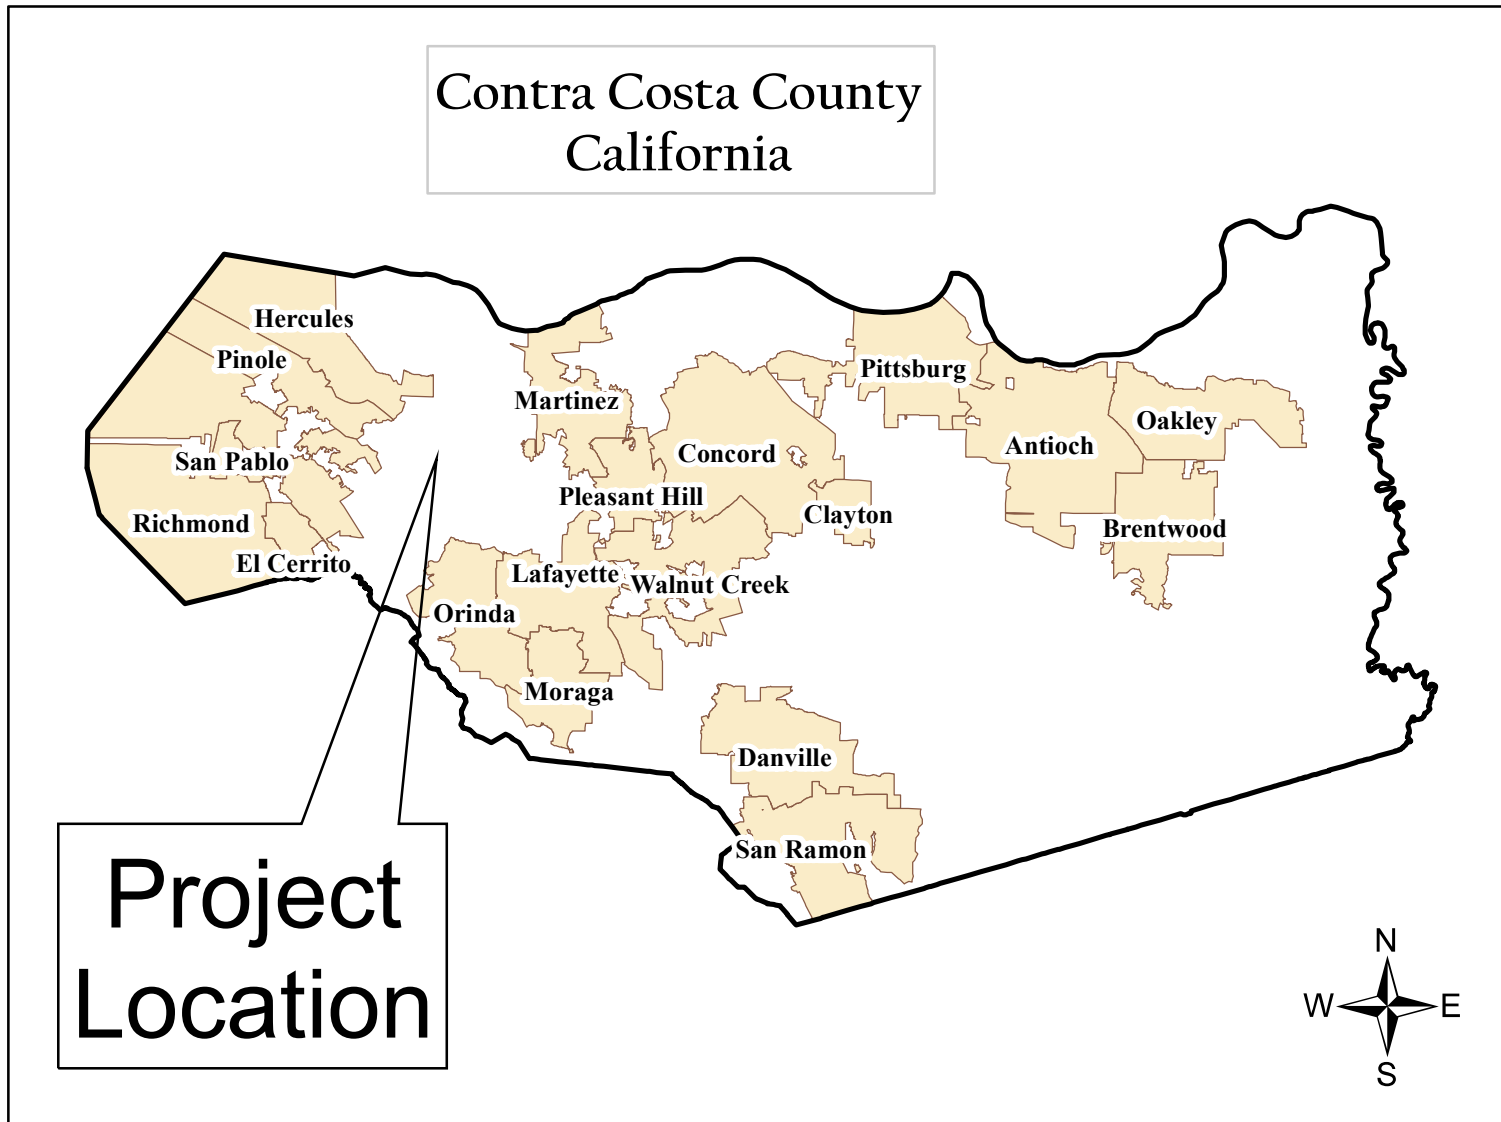 Contra Costa County
California
Hercules
Pinole
Pittsburg
Martinez
Oakley
Antioch
Concord
San Pablo
Pleasant Hill
Clayton
Richmond
Brentwood
El Cerrito
Lafayette
Walnut Creek
Orinda
Moraga
Danville
San Ramon
Project
Location
N
W
E
S